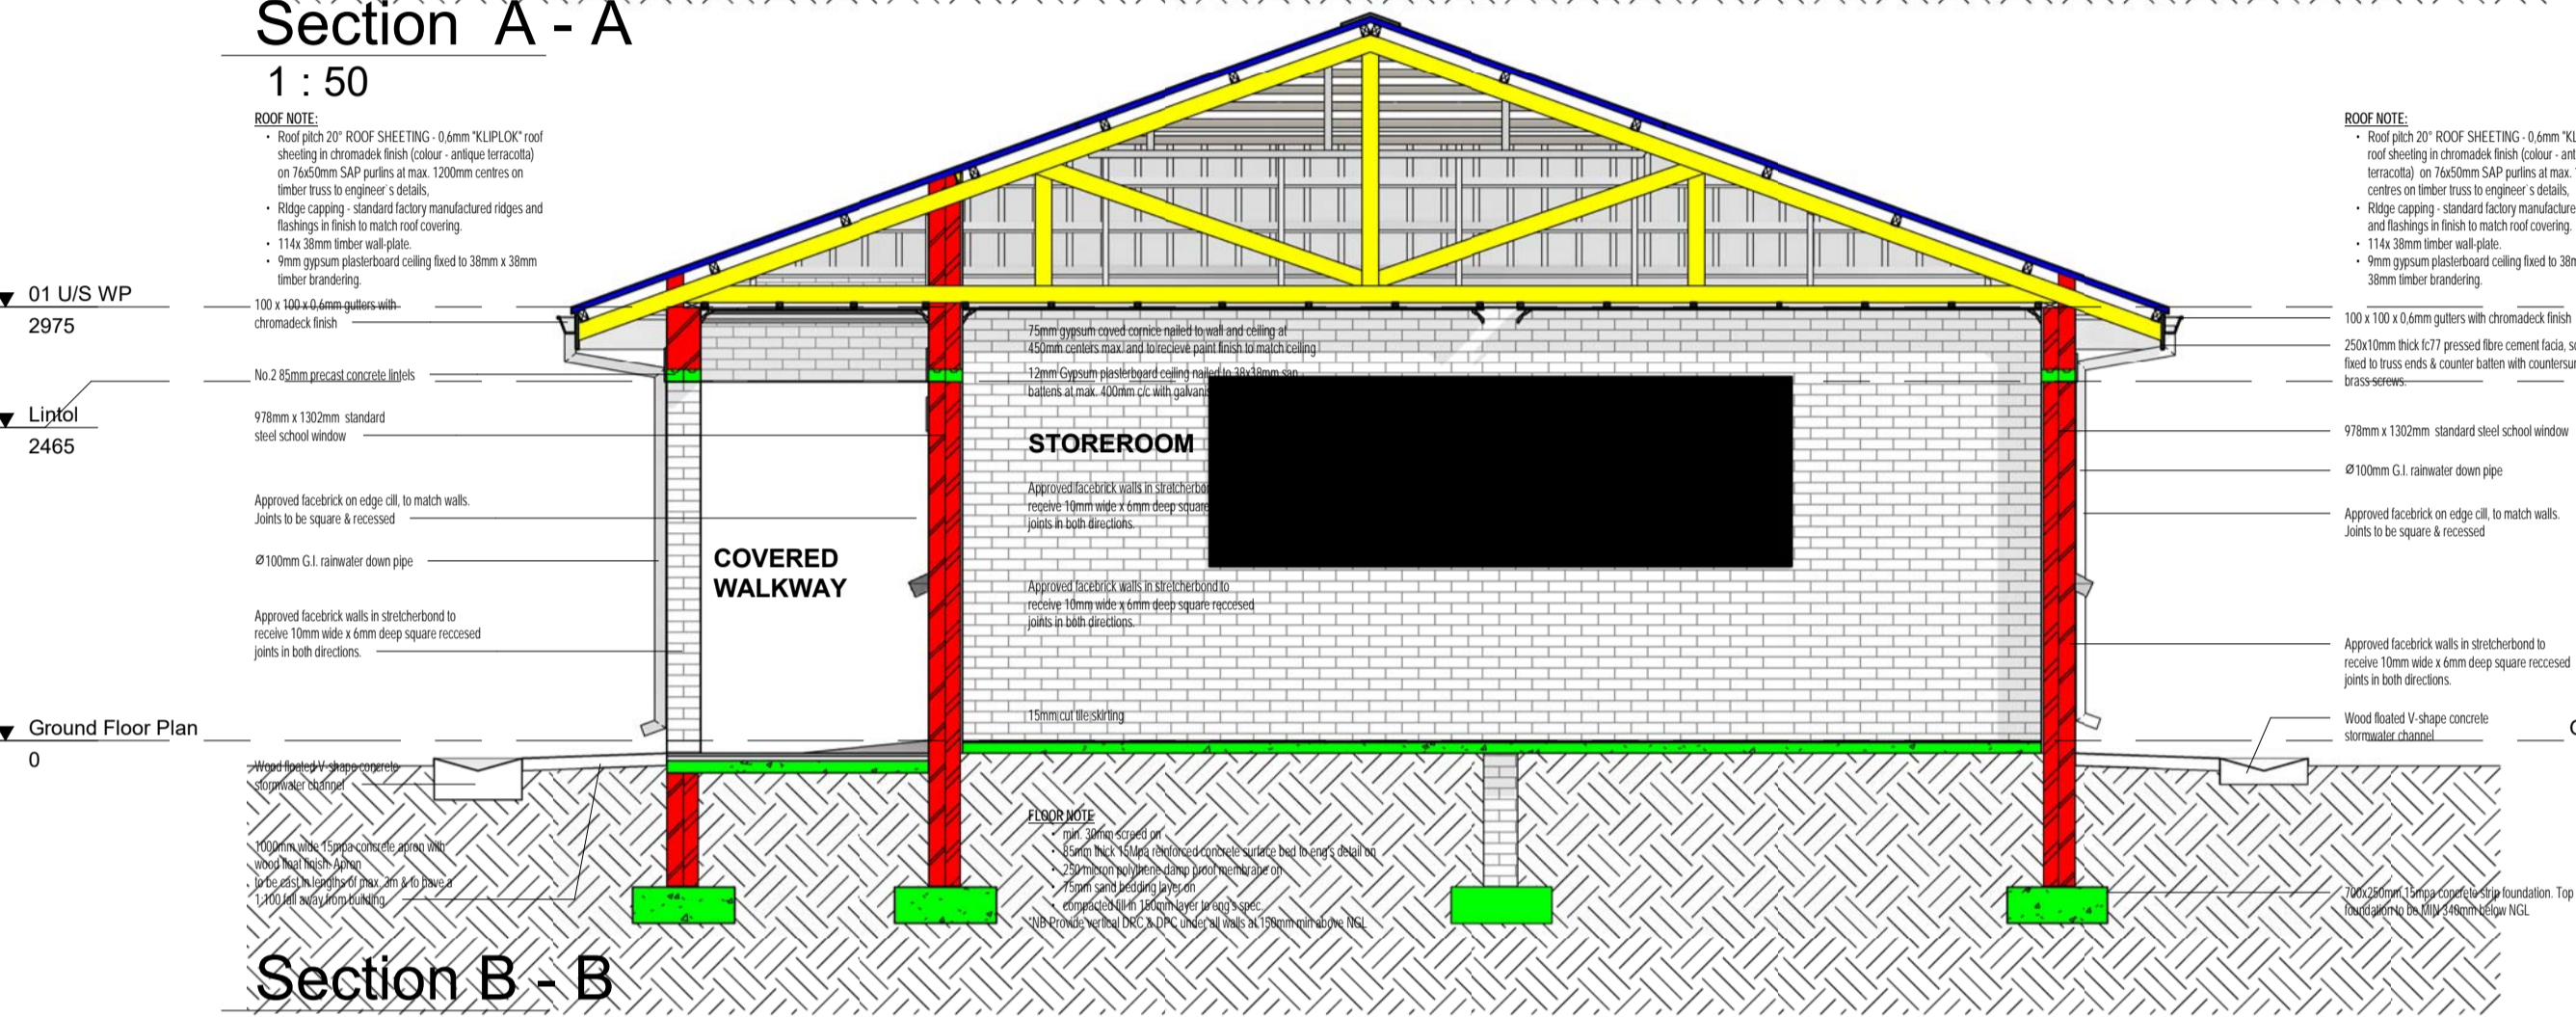 Section A - A
1 : 50
ROOF NOTE:
• Roof pitch 20° ROOF SHEETING - 0,6mm "KLIPLOK" roof
sheeting in chromadek finish (colour - antique terracotta)
on 76x50mm SAP purlins at max. 1200mm centres on
timber truss to engineer`s details,
• RIdge capping - standard factory manufactured ridges and
flashings in finish to match roof covering.
• 114x 38mm timber wall-plate.
• 9mm gypsum plasterboard ceiling fixed to 38mm x 38mm
timber brandering.
100 x 100 x 0,6mm gutters with
chromadeck finish
No.2 85mm precast concrete lintels
978mm x 1302mm standard
steel school window
Approved facebrick on edge cill, to match walls.
Joints to be square & recessed
Ø100mm G.I. rainwater down pipe
Approved facebrick walls in stretcherbond to
receive 10mm wide x 6mm deep square reccesed
joints in both directions.
Wood floated V-shape concrete
stormwater channel
1000mm wide 15mpa concrete apron with
wood float finish. Apron
to be cast in lengths of max. 3m & to have a
1:100 fall away from building
01 U/S WP
2975
Lintol
2465
Ground Floor Plan
0
COVERED
WALKWAY
75mm gypsum coved cornice nailed to wall and ceiling at
450mm centers max. and to recieve paint finish to match ceiling
12mm Gypsum plasterboard ceiling nailed to 38x38mm sap
battens at max. 400mm c/c with galvanis
STOREROOM
Approved facebrick walls in stretcherbo
receive 10mm wide x 6mm deep square
joints in both directions.
Approved facebrick walls in stretcherbond to
receive 10mm wide x 6mm deep square reccesed
joints in both directions.
15mm cut tile skirting
FLOOR NOTE
• min. 30mm screed on
• 85mm thick 15Mpa reinforced concrete surface bed to eng's detail on
• 250 micron polythene damp proof membrane on
• 75mm sand bedding layer on
• compacted fill in 150mm layer to eng's spec.
*NB Provide vertical DPC & DPC under all walls at 150mm min above NGL
ROOF NOTE:
• Roof pitch 20° ROOF SHEETING - 0,6mm "KL
roof sheeting in chromadek finish (colour - ant
terracotta) on 76x50mm SAP purlins at max.
centres on timber truss to engineer`s details,
• RIdge capping - standard factory manufacture
and flashings in finish to match roof covering.
• 114x 38mm timber wall-plate.
• 9mm gypsum plasterboard ceiling fixed to 38m
38mm timber brandering.
100 x 100 x 0,6mm gutters with chromadeck finish
250x10mm thick fc77 pressed fibre cement facia, sc
fixed to truss ends & counter batten with countersun
brass screws.
978mm x 1302mm standard steel school window
Ø100mm G.I. rainwater down pipe
Approved facebrick on edge cill, to match walls.
Joints to be square & recessed
Approved facebrick walls in stretcherbond to
receive 10mm wide x 6mm deep square reccesed
joints in both directions.
Wood floated V-shape concrete
stormwater channel
700x250mm 15mpa concrete strip foundation. Top
foundation to be MIN 340mm below NGL
Section B - B